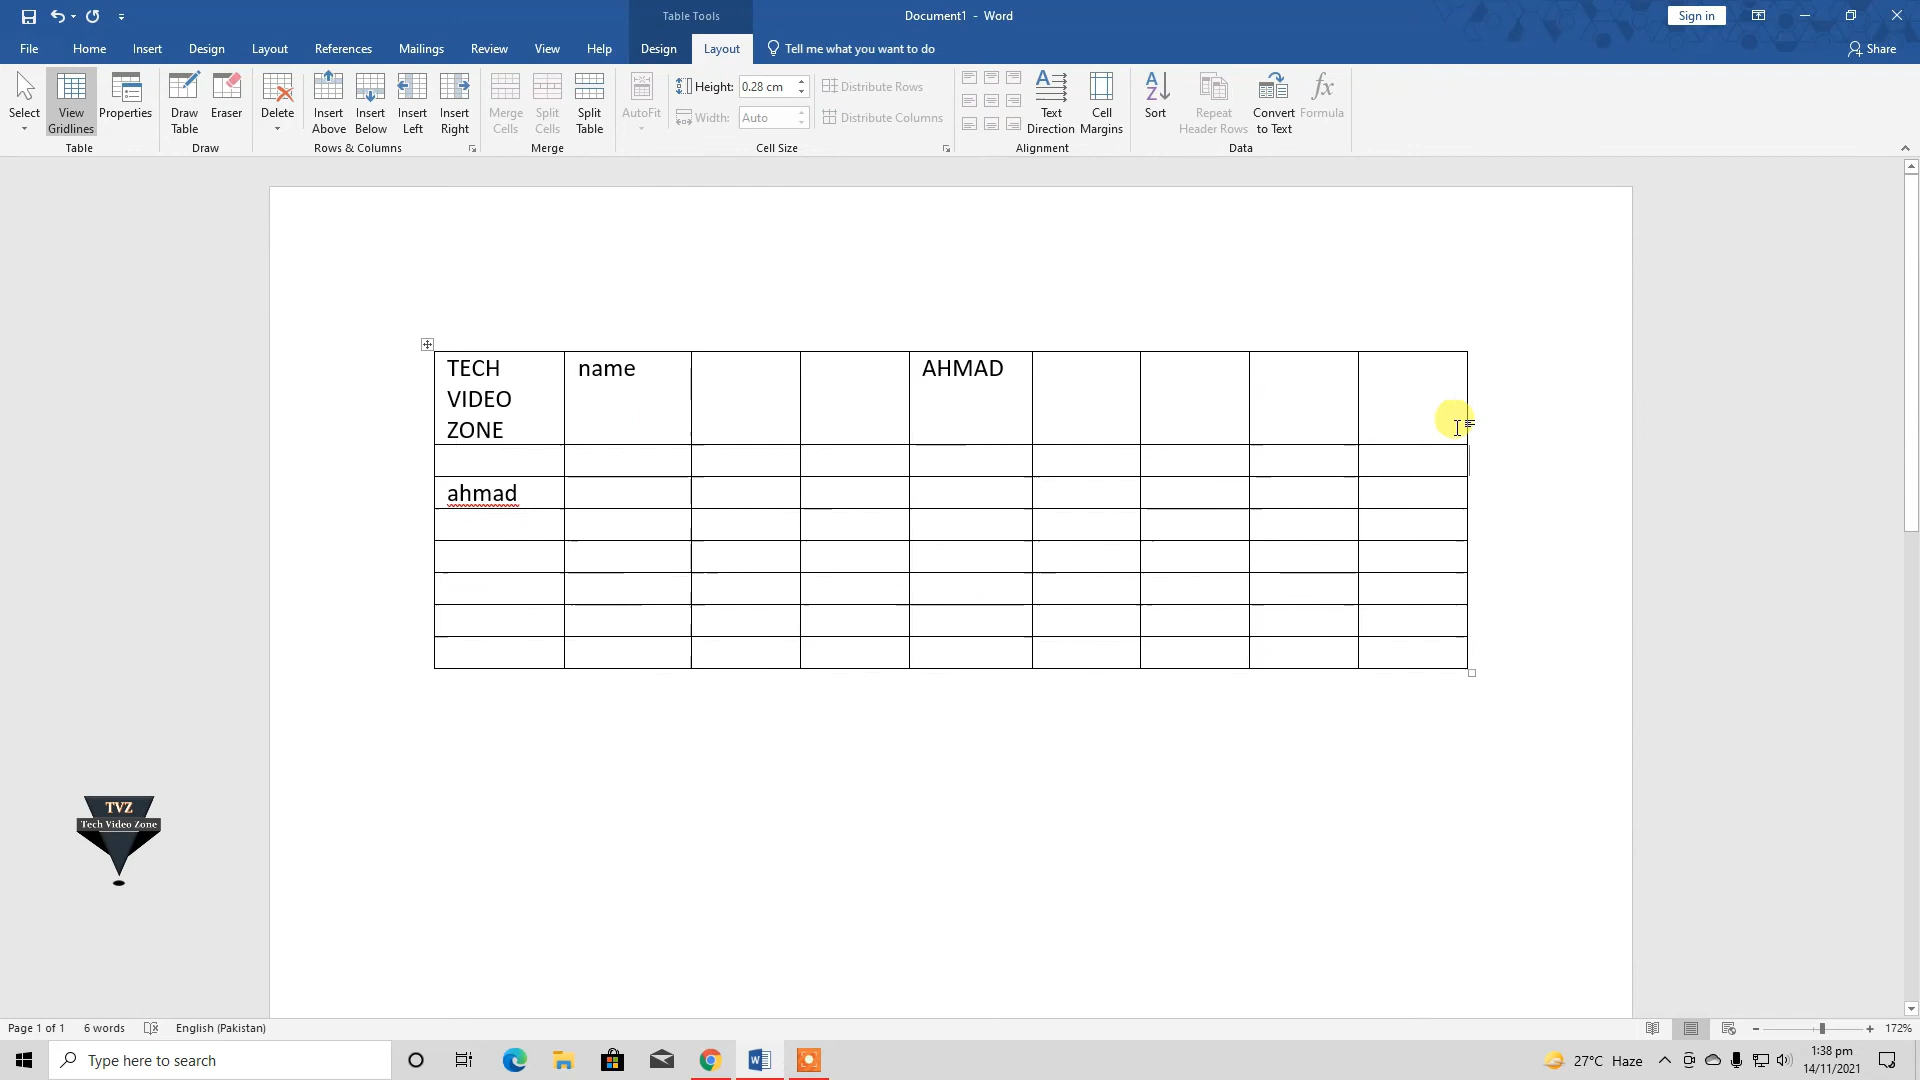 Table Tools
Document1 - Word
Sign in
File Home Insert Design Layout References Mailings Review View Help Design Layout Tell me what you want to do Share
Select
View Gridlines
Properties
Table
Draw Table
Eraser
Draw
Delete
Insert Above
Insert Below
Insert Left
Insert Right
Rows & Columns
Merge Cells
Split Cells
Split Table
Merge
AutoFit
Height: 0.28 cm
Width: Auto
Distribute Rows
Distribute Columns
Cell Size
Text Direction
Cell Margins
Alignment
A
Z
Sort
Repeat Header Rows
Convert to Text
fx
Formula
Data
TECH VIDEO ZONE
name
AHMAD
ahmad
TVZ
Tech Video Zone
Page 1 of 1 6 words English (Pakistan) 172%
Type here to search
27°C Haze
1:38 pm
14/11/2021